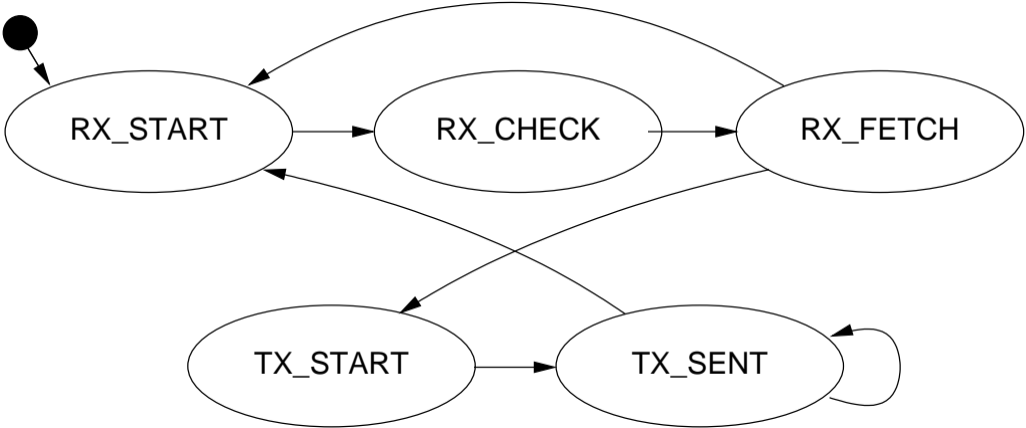 RX_START
RX_CHECK
RX_FETCH
TX_START
TX_SENT